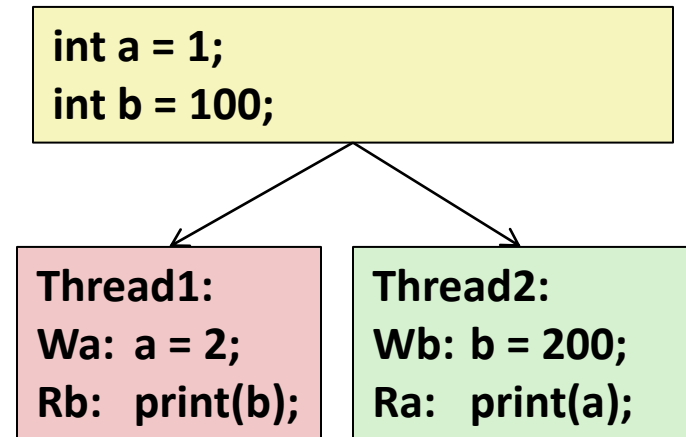 int a = 1;
int b = 100;
Thread1:
Wa: a = 2;
Rb: print(b);
Thread2:
Wb: b = 200;
Ra: print(a);